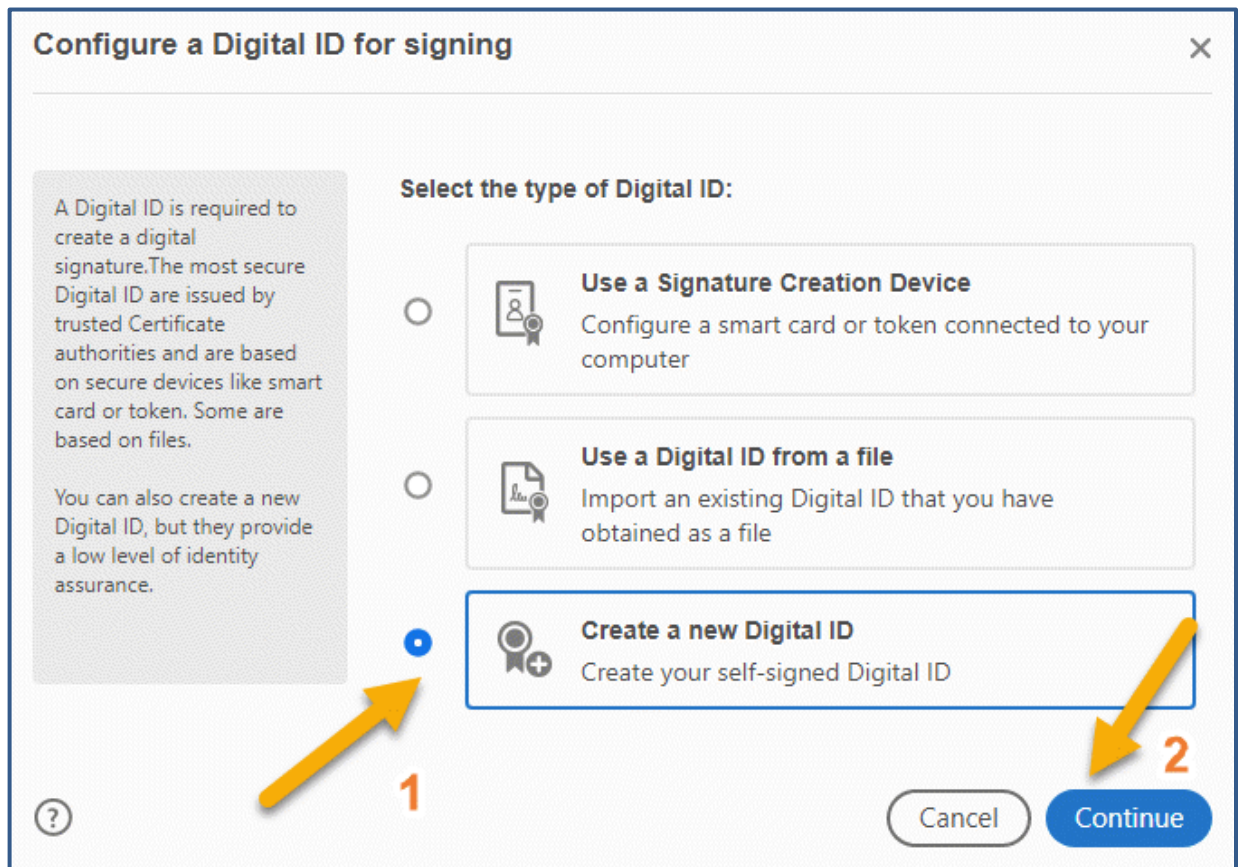 Configure a Digital ID for signing
A Digital ID is required to
create a digital
signature.The most secure
Digital ID are issued by
trusted Certificate
authorities and are based
on secure devices like smart
card or token. Some are
based on files.
You can also create a new
Digital ID, but they provide
a low level of identity
assurance.
Select the type of Digital ID:
Use a Signature Creation Device
Configure a smart card or token connected to your
computer
Use a Digital ID from a file
Import an existing Digital ID that you have
obtained as a file
Create a new Digital ID
Create your self-signed Digital ID
1
2
?
Cancel
Continue